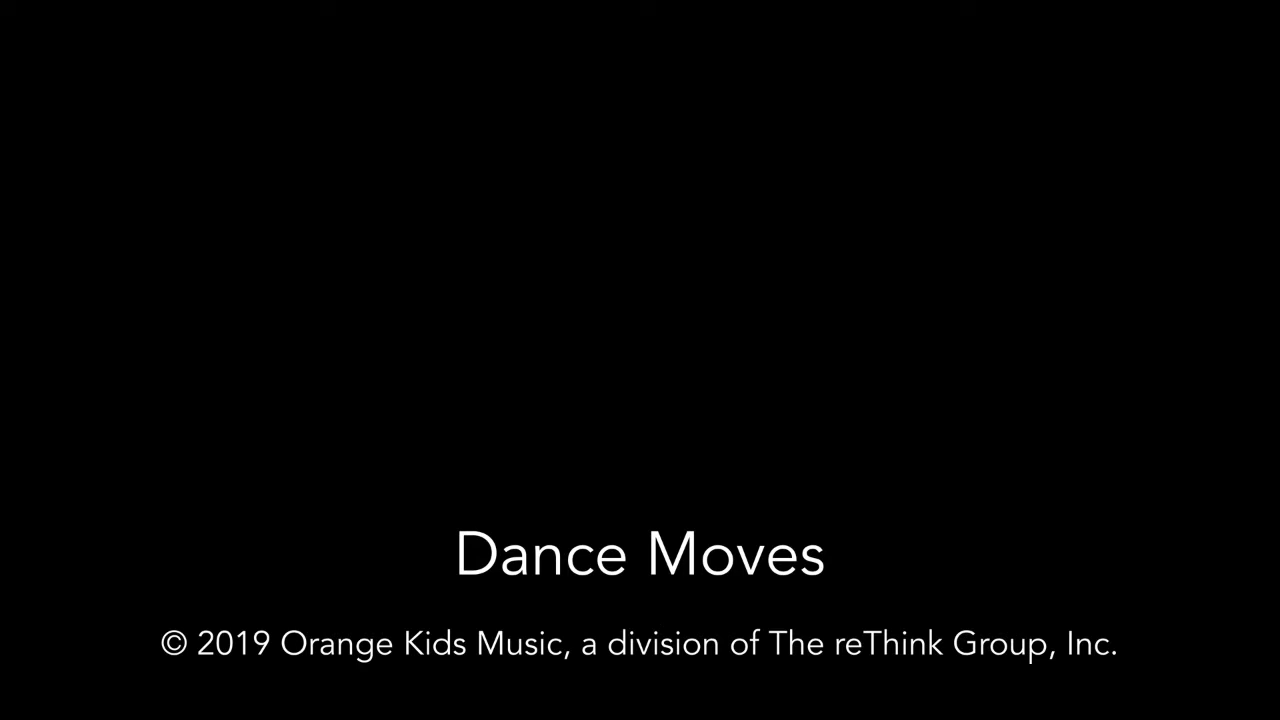 Dance Moves
© 2019 Orange Kids Music, a division of The reThink Group, Inc.